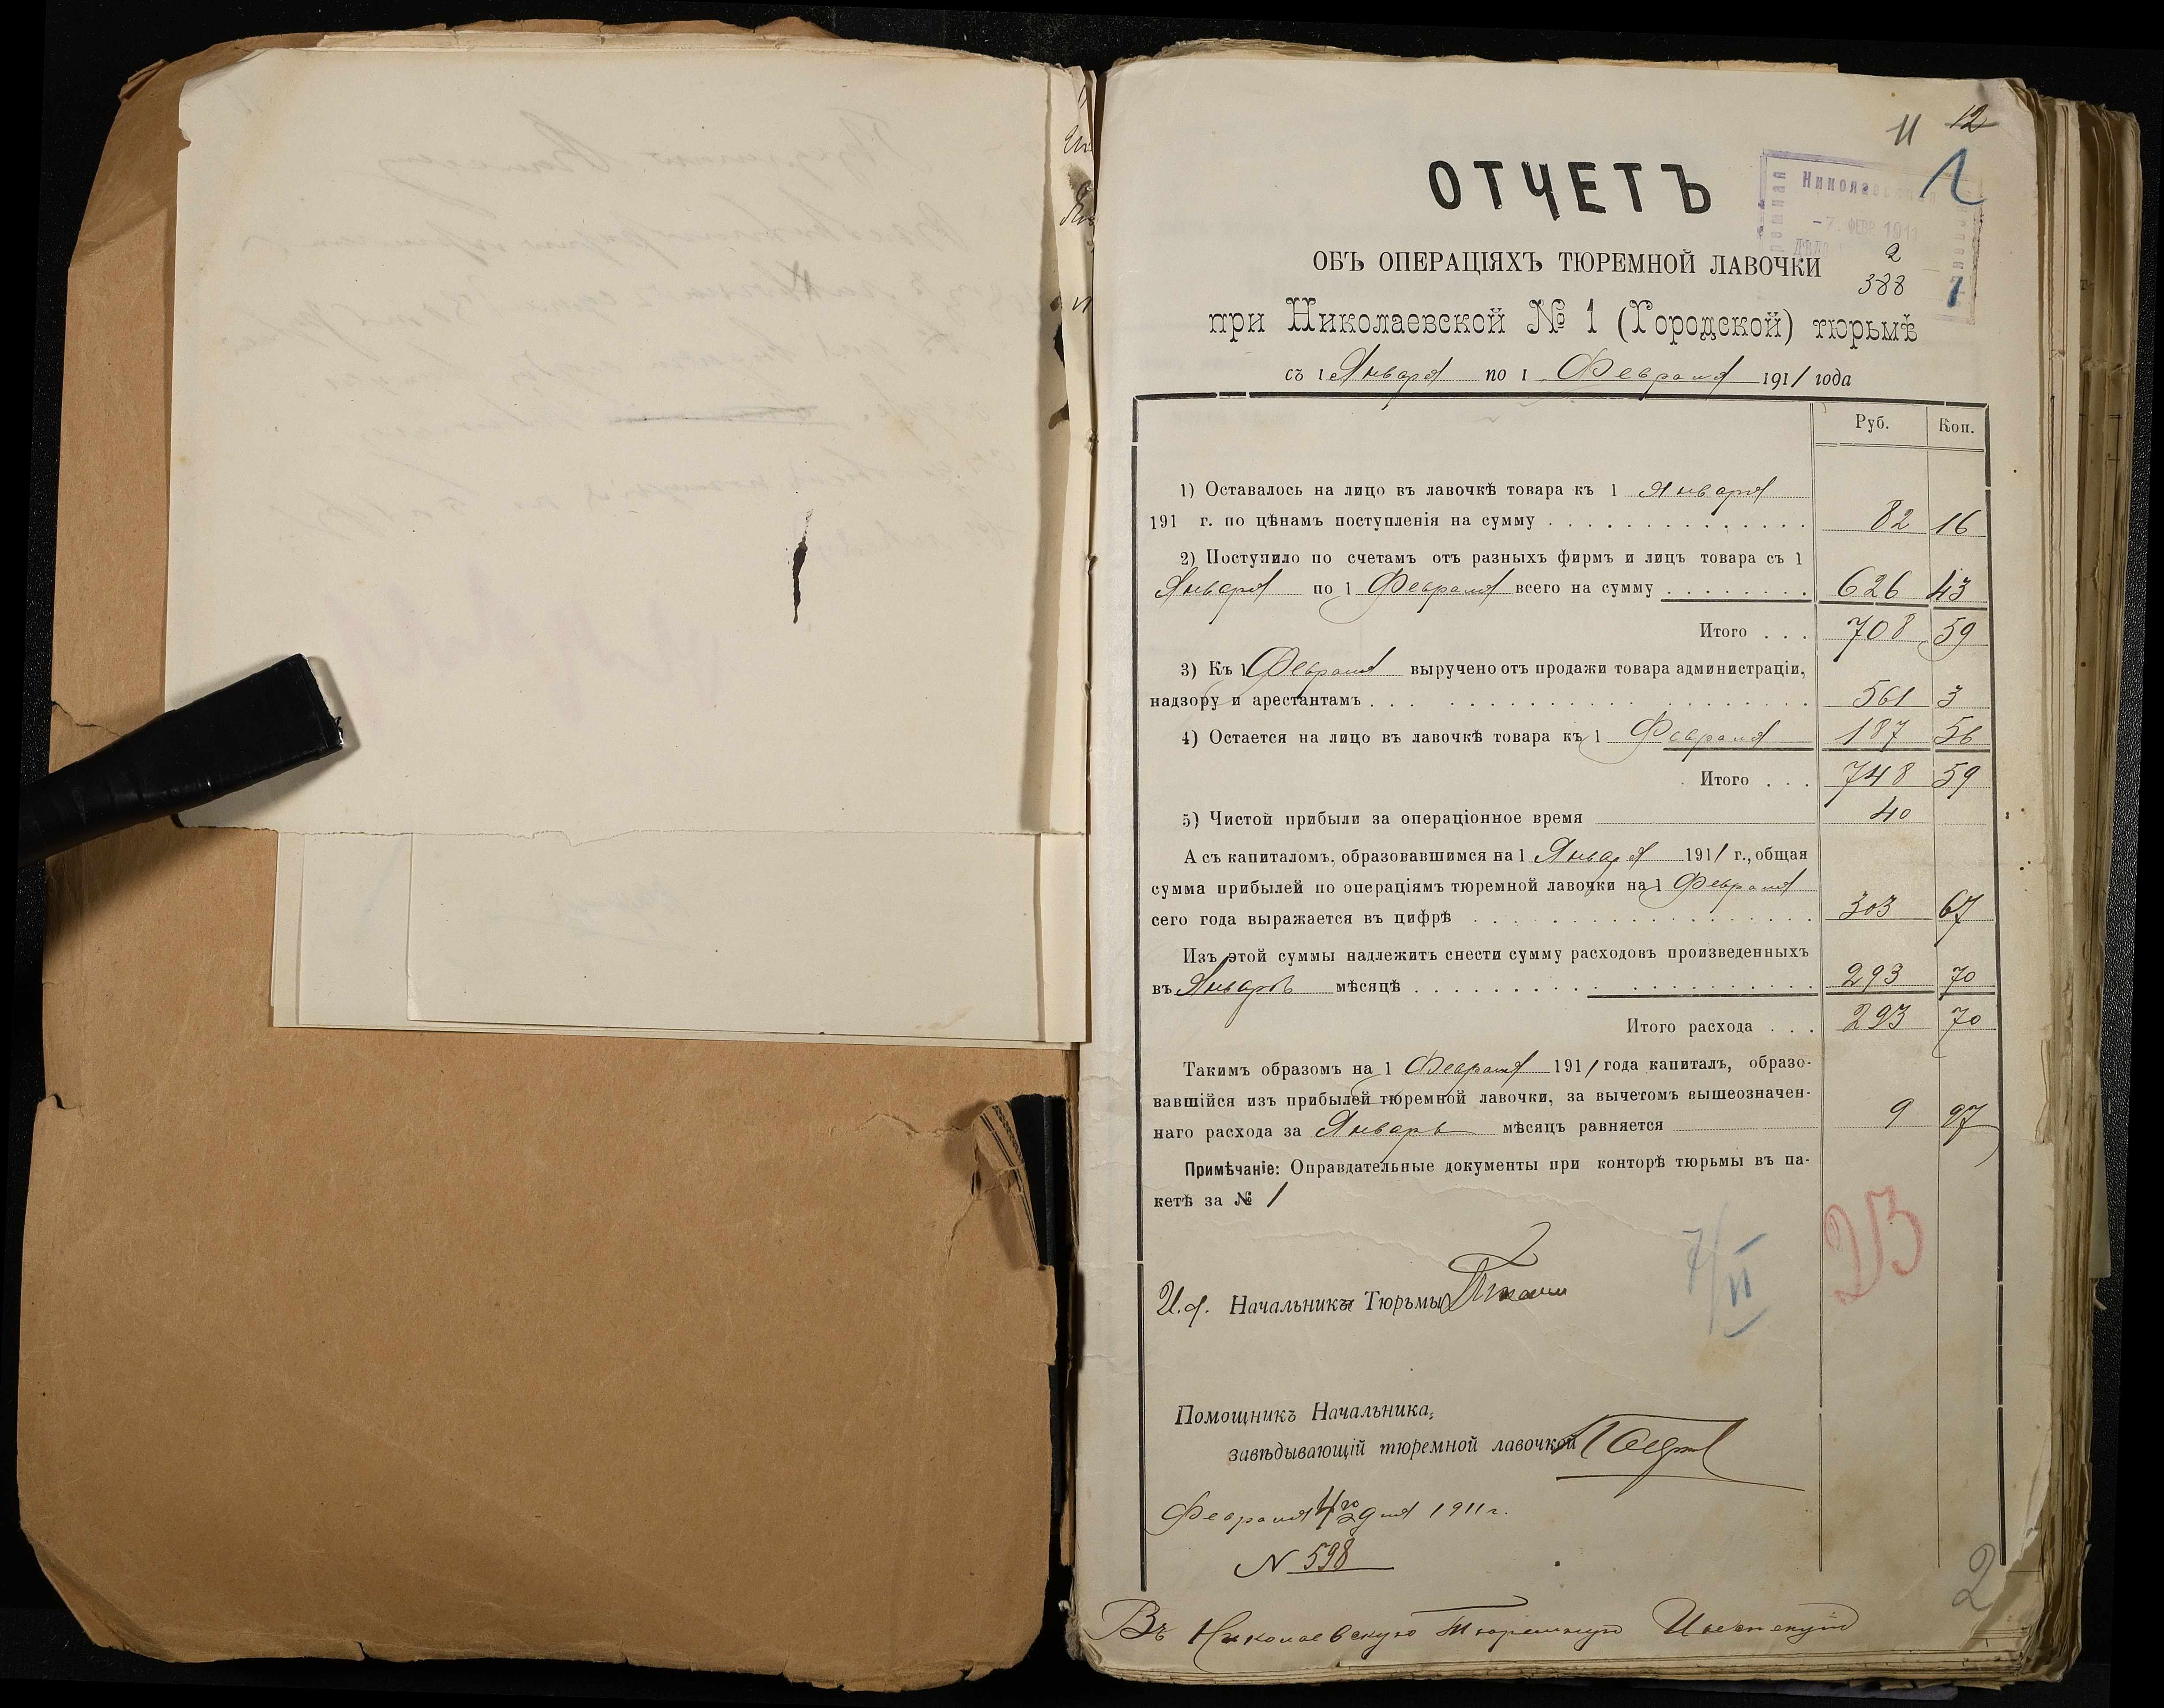 11 12
ОТЧЕТЪ
Николаевская
-7. ФЕВР 1911
ОБЪ ОПЕРАЦІЯХЪ ТЮРЕМНОЙ ЛАВОЧКИ
2
388
при Николаевской № 1 (Городской) тюрьмѣ
съ 1 Января по 1 Февраля 1911 года
Руб. Коп.
1) Оставалось на лицо въ лавочкѣ товара къ 1 Января
191 г. по цѣнамъ поступленія на сумму . . . 82 16
2) Поступило по счетамъ отъ разныхъ фирмъ и лицъ товара съ 1
Января по 1 Февраля всего на сумму . . . 626 43
Итого . . . 708 59
3) Къ 1 Февраля выручено отъ продажи товара администраціи,
надзору и арестантамъ . . . 561 3
4) Остается на лицо въ лавочкѣ товара къ 1 Февраля 187 56
Итого . . . 748 59
5) Чистой прибыли за операціонное время 40
А съ капиталомъ, образовавшимся на 1 Января 1911 г., общая
сумма прибылей по операціямъ тюремной лавочки на 1 Февраля
сего года выражается въ цифрѣ . . . 303 67
Изъ этой суммы надлежитъ снести сумму расходовъ произведенныхъ
въ Январѣ мѣсяцѣ . . . 293 70
Итого расхода . . . 293 70
Такимъ образомъ на 1 Февраля 1911 года капиталъ, образо-
вавшійся изъ прибылей тюремной лавочки, за вычетомъ вышеозначен-
наго расхода за Январь мѣсяцъ равняется 9 97
Примѣчаніе: Оправдательные документы при конторѣ тюрьмы въ па-
кетѣ за № 1
7/II
И.д. Начальника Тюрьмы
Помощникъ Начальника,
завѣдывающій тюремной лавочкой
Февраля 4го дня 1911 г.
N 598
2
Въ Николаевскую Тюремную Инспекцію